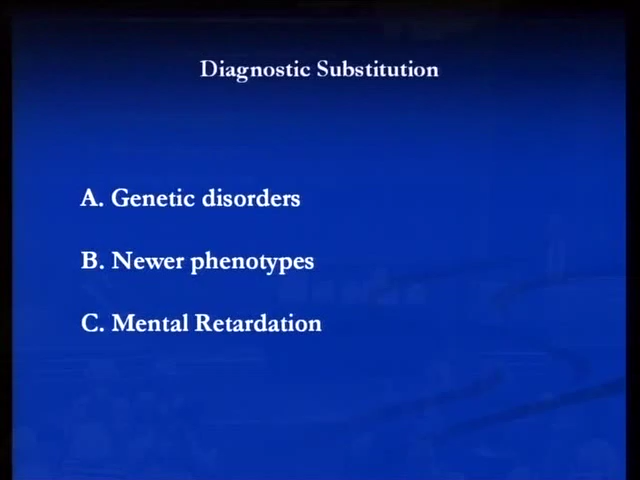 Diagnostic Substitution
A. Genetic disorders
B. Newer phenotypes
C. Mental Retardation